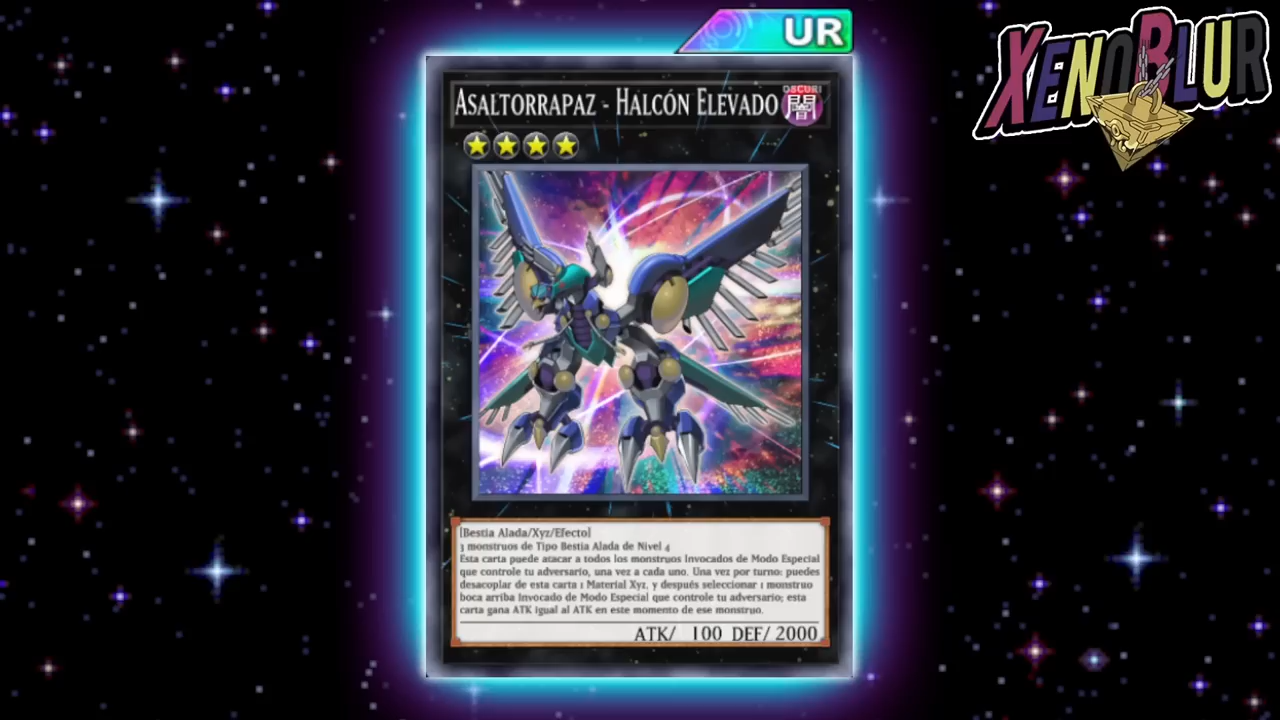 UR
XENOBLUR
ASALTORRAPAZ - HALCÓN ELEVADO
OSCURI
闇
[Bestia Alada/Xyz/Efecto]
3 monstruos de Tipo Bestia Alada de Nivel 4
Esta carta puede atacar a todos los monstruos Invocados de Modo Especial
que controle tu adversario, una vez a cada uno. Una vez por turno: puedes
desacoplar de esta carta 1 Material Xyz, y después seleccionar 1 monstruo
boca arriba Invocado de Modo Especial que controle tu adversario; esta
carta gana ATK igual al ATK en este momento de ese monstruo.
ATK/ 100 DEF/ 2000